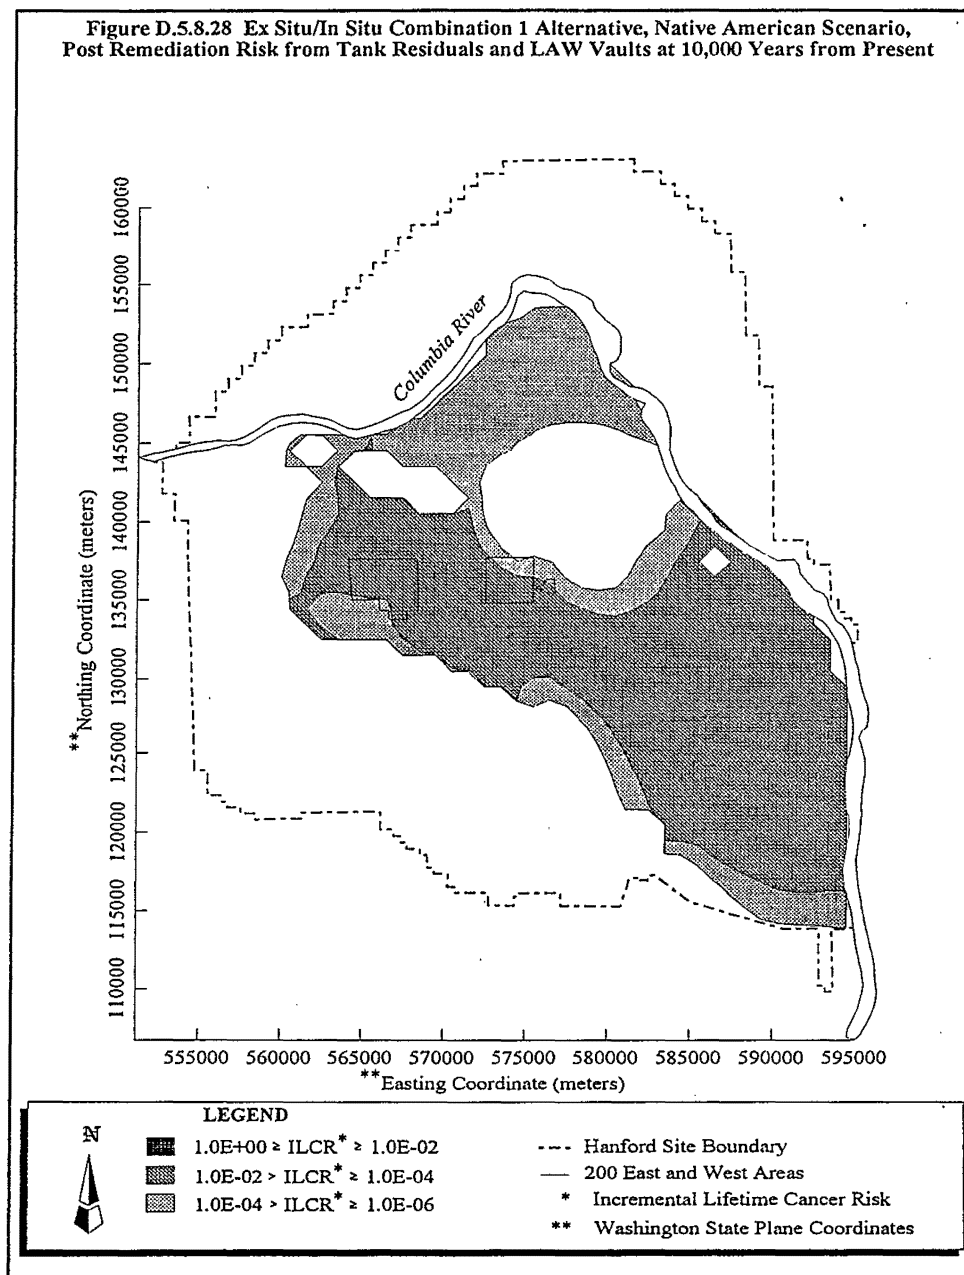 Figure D.5.8.28 Ex Situ/In Situ Combination 1 Alternative, Native American Scenario,
Post Remediation Risk from Tank Residuals and LAW Vaults at 10,000 Years from Present
Columbia River
**Northing Coordinate (meters)
160000
155000
150000
145000
140000
135000
130000
125000
120000
115000
110000
555000 560000 565000 570000 575000 580000 585000 590000 595000
**Easting Coordinate (meters)
LEGEND
N
1.0E+00 ≥ ILCR* ≥ 1.0E-02
1.0E-02 > ILCR* ≥ 1.0E-04
1.0E-04 > ILCR* ≥ 1.0E-06
Hanford Site Boundary
200 East and West Areas
* Incremental Lifetime Cancer Risk
** Washington State Plane Coordinates